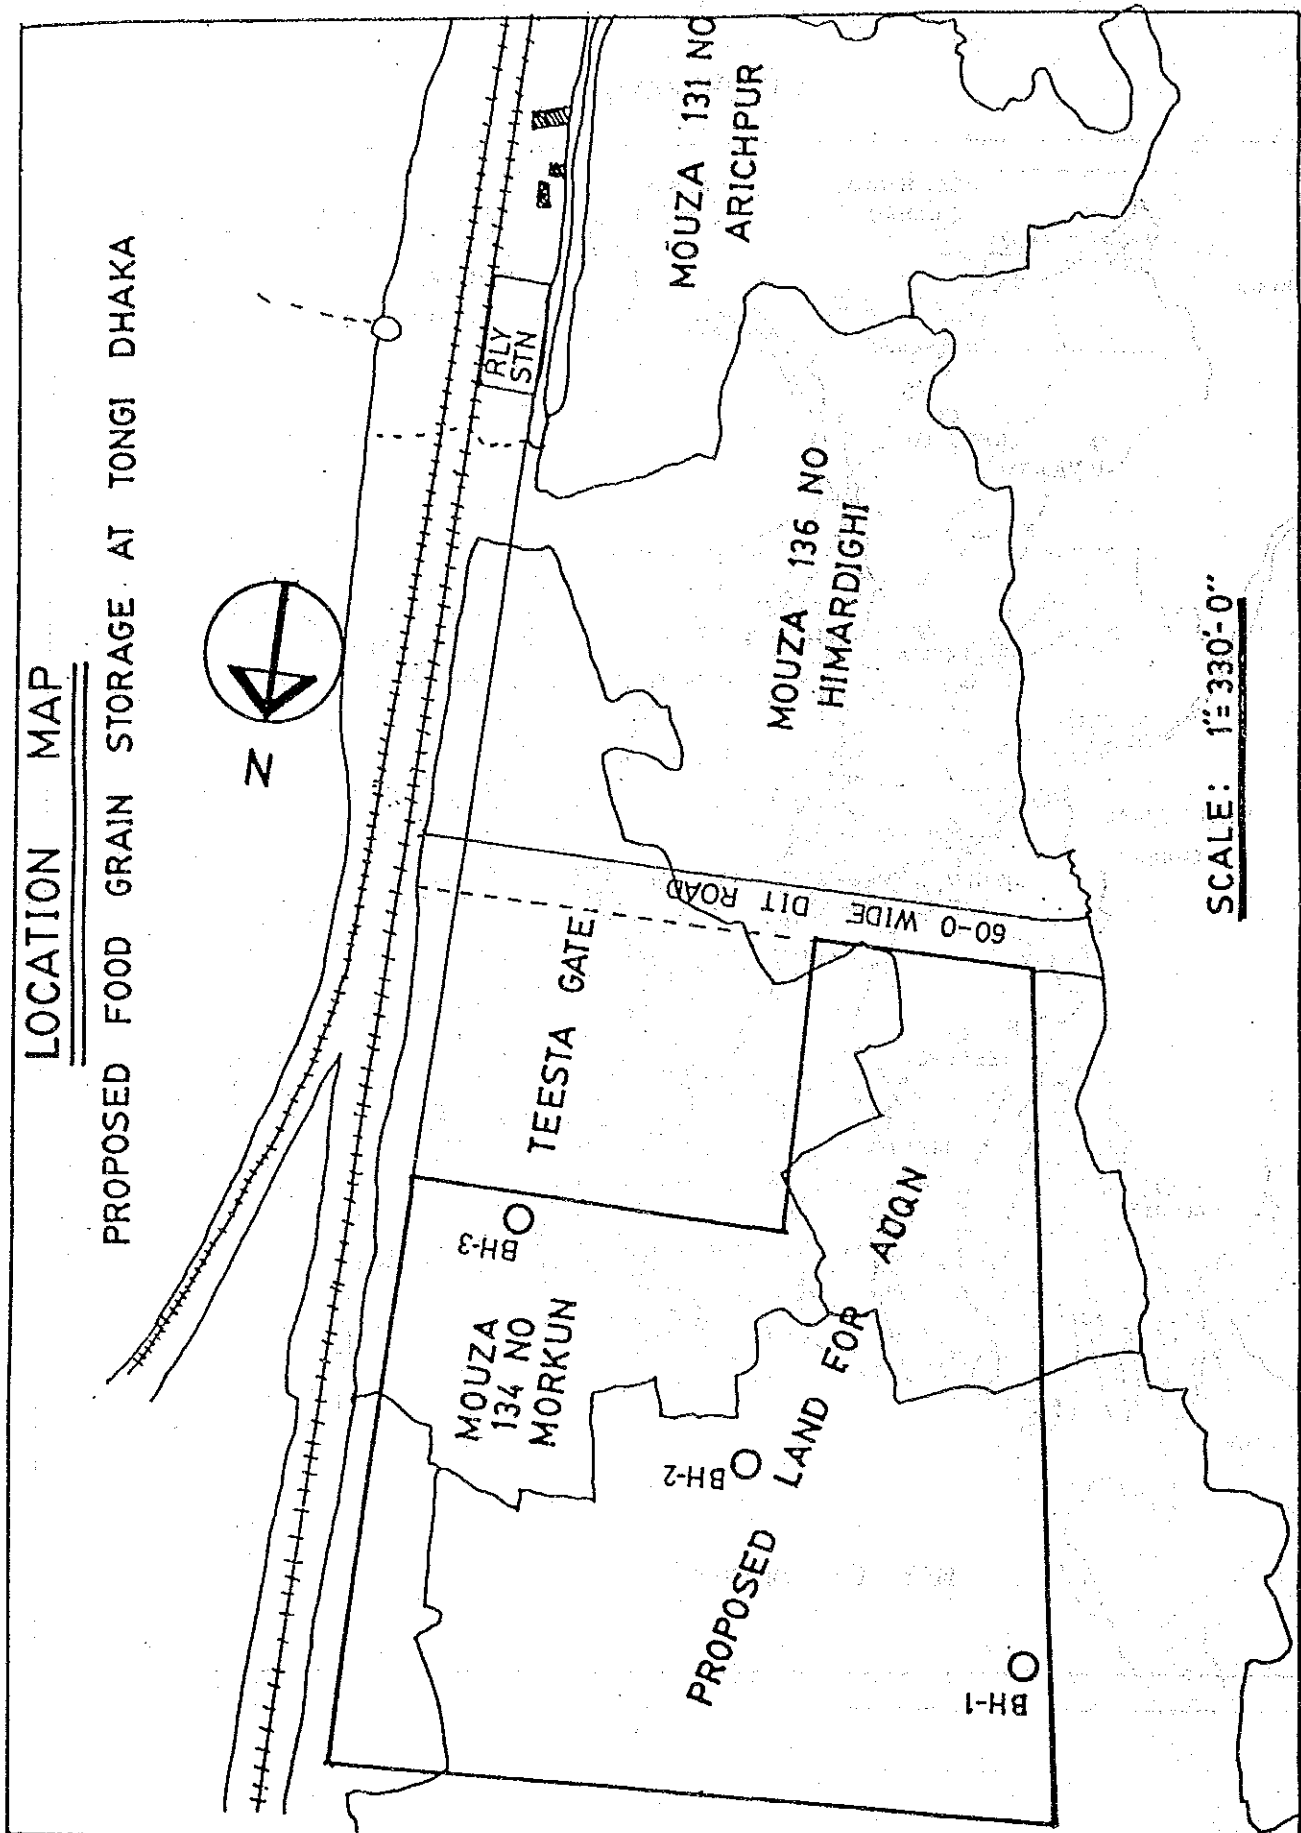 LOCATION MAP
PROPOSED FOOD GRAIN STORAGE AT TONGI DHAKA
N
RLY
STN
MOUZA 131 NO
ARICHPUR
MOUZA 136 NO
HIMARDIGHI
60-0 WIDE DIT ROAD
TEESTA GATE
BH-3
MOUZA
134 NO
MORKUN
BH-2
PROPOSED LAND FOR
BH-1
SCALE: 1"=330'-0"